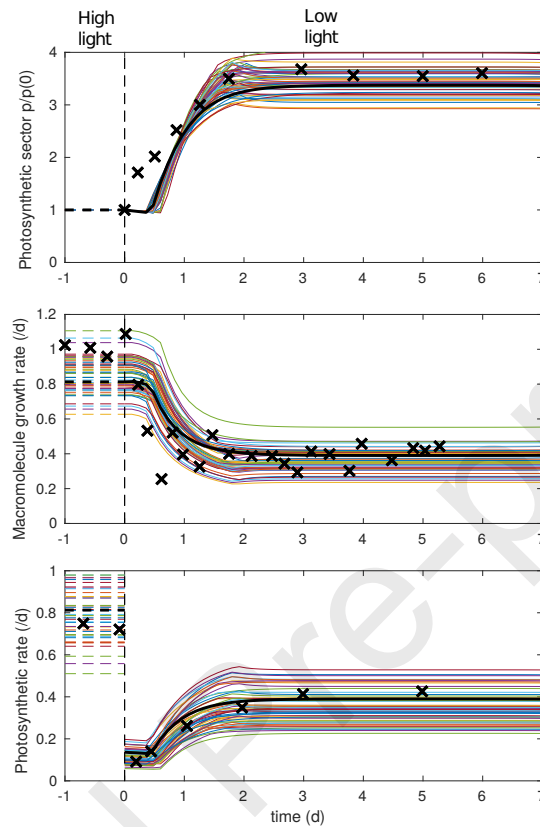 High light
Low light
Photosynthetic sector p/p(0)
4
3
2
1
0
-1 0 1 2 3 4 5 6 7
Macromolecule growth rate (/d)
1.2
1
0.8
0.6
0.4
0.2
0
-1 0 1 2 3 4 5 6 7
Photosynthetic rate (/d)
1
0.8
0.6
0.4
0.2
0
-1 0 1 2 3 4 5 6 7
time (d)
Pre-p